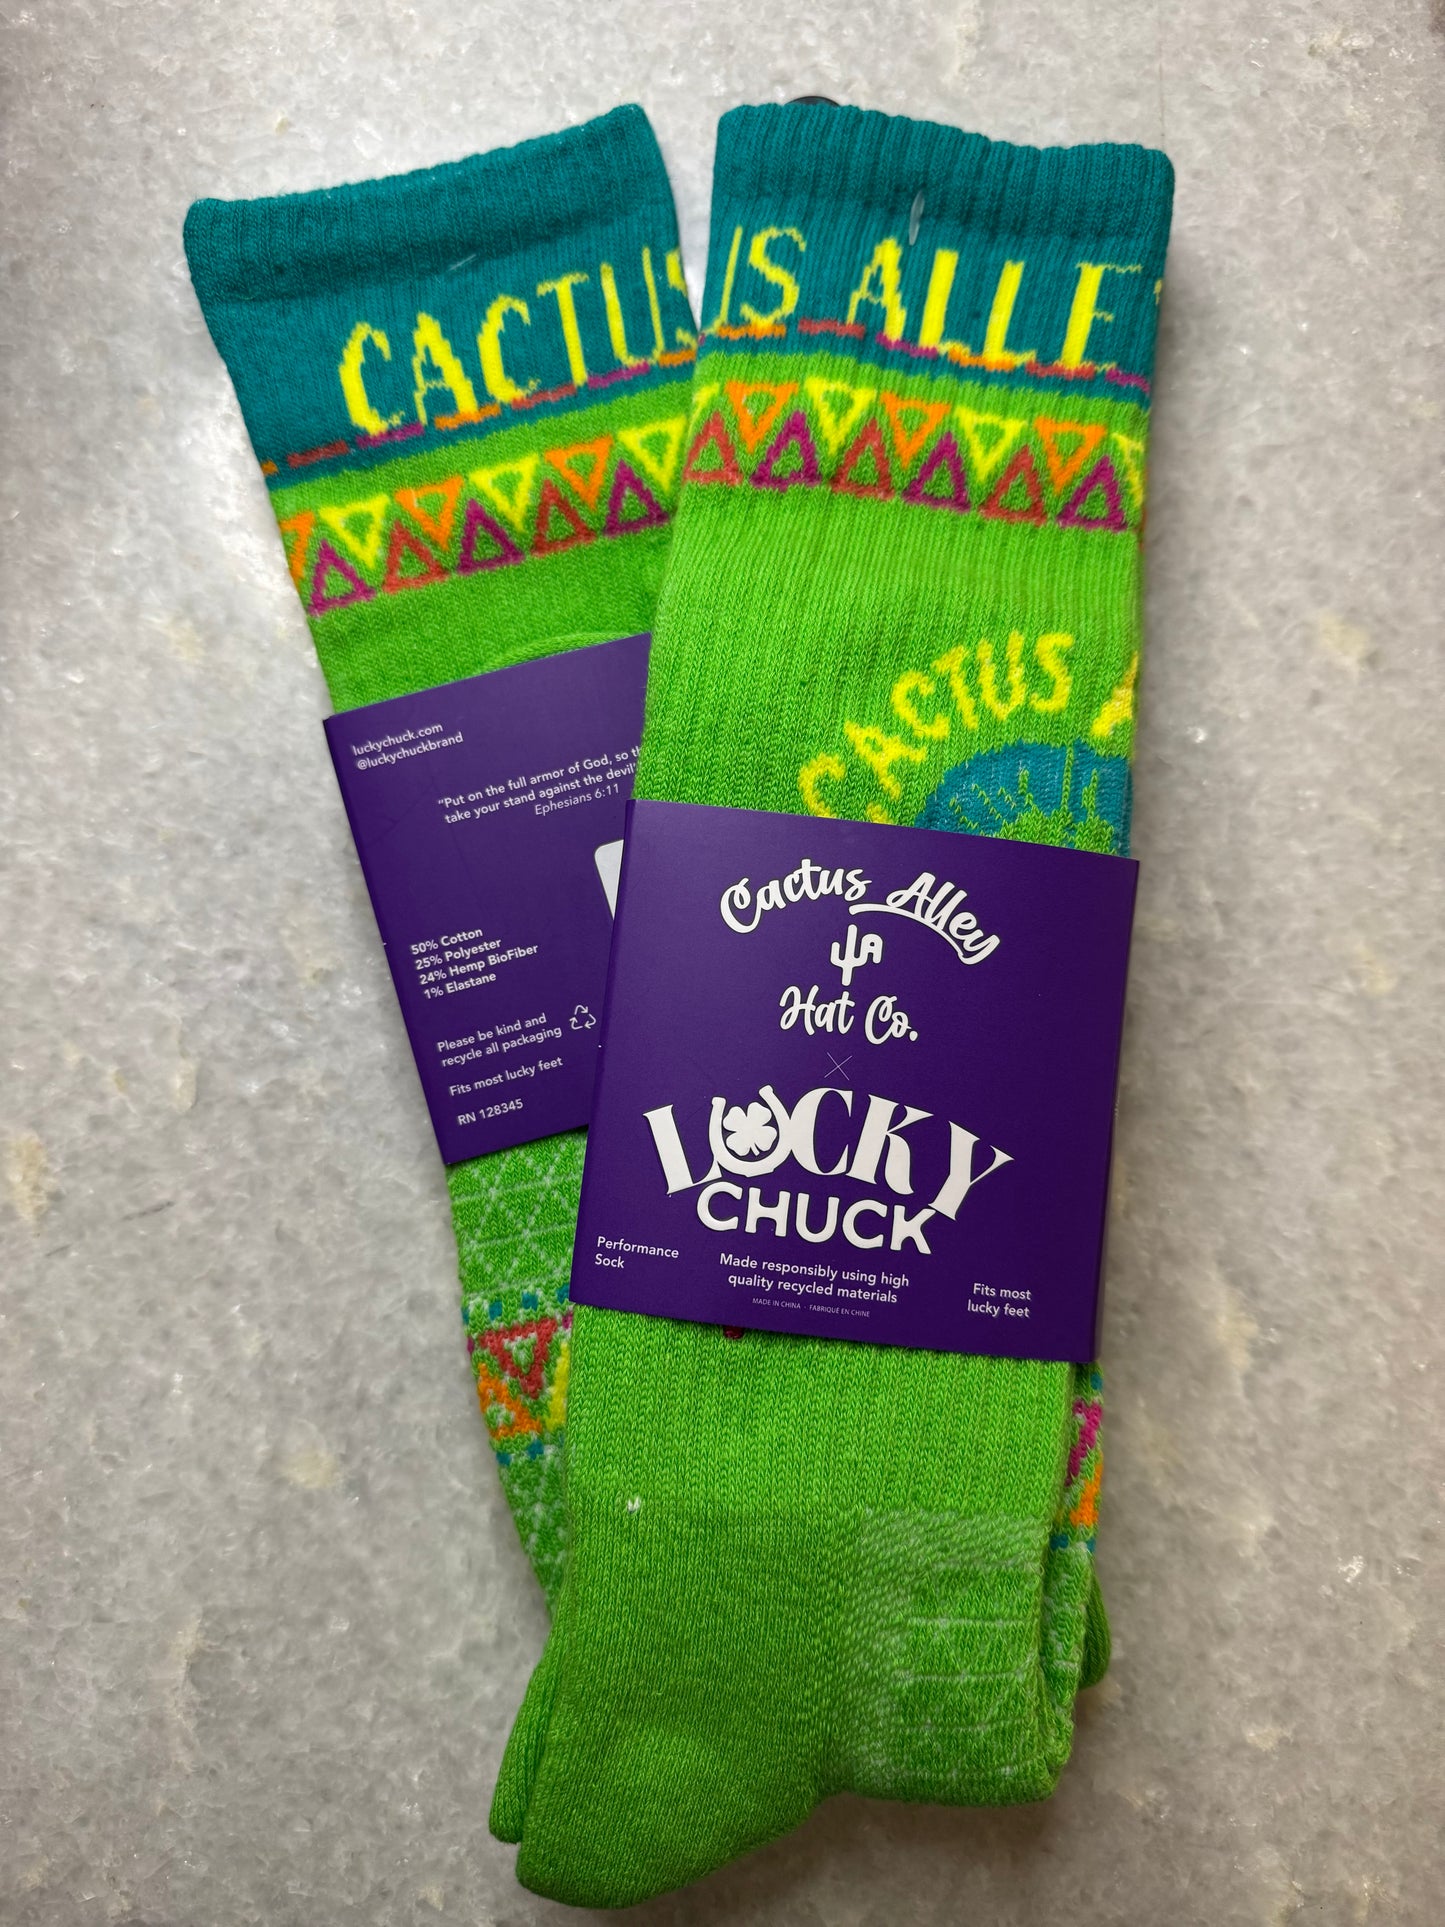 CACTUS
US ALLE
luckychuck.com
@luckychuckbrand
"Put on the full armor of God, so
take your stand against the devil'
Ephesians 6:11
50% Cotton
25% Polyester
24% Hemp BioFiber
1% Elastane
Please be kind and
recycle all packaging
Fits most lucky feet
RN 128345
CACTUS A
Cactus Alley
Hat Co.
×
LUCKY
CHUCK
Performance
Sock
Made responsibly using high
quality recycled materials
MADE IN CHINA - FABRIQUÉ EN CHINE
Fits most
lucky feet